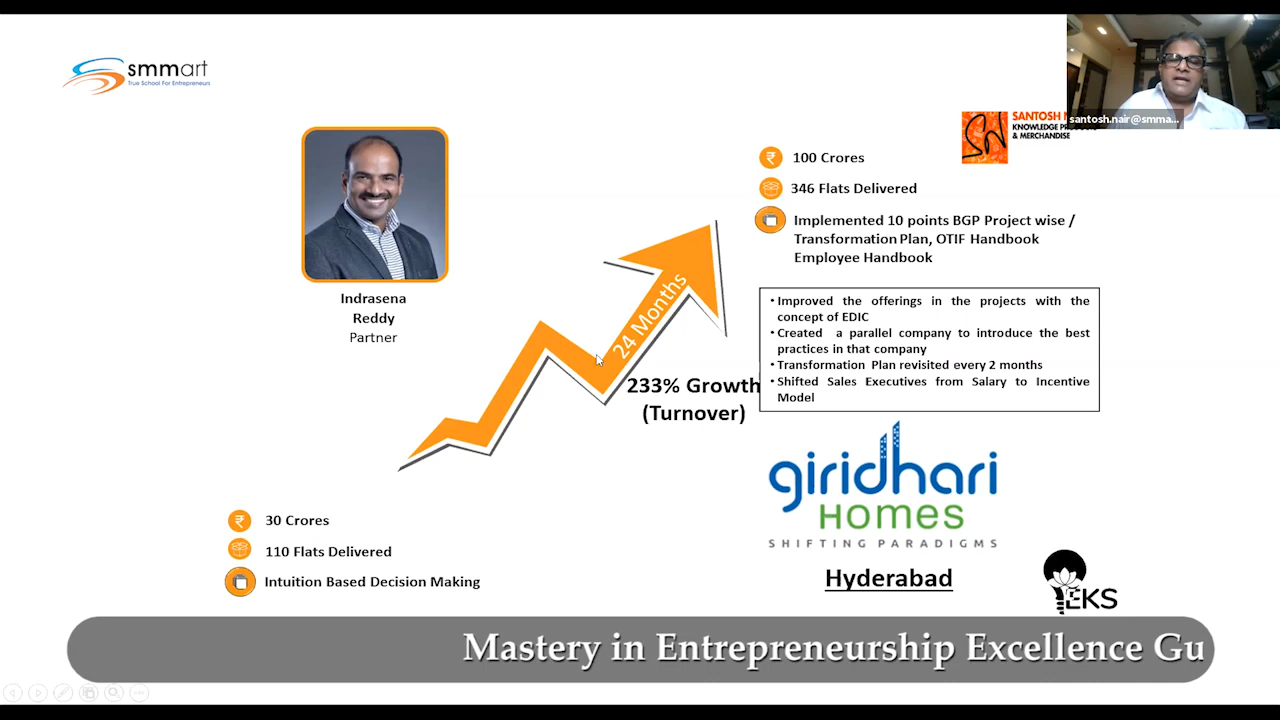 smmart
True School For Entrepreneurs
santosh.nair@smma...
SANTOSH N
KNOWLEDGE PRODU
& MERCHANDISE
Indrasena
Reddy
Partner
₹ 100 Crores
346 Flats Delivered
Implemented 10 points BGP Project wise /
Transformation Plan, OTIF Handbook
Employee Handbook
• Improved the offerings in the projects with the
concept of EDIC
• Created a parallel company to introduce the best
practices in that company
• Transformation Plan revisited every 2 months
• Shifted Sales Executives from Salary to Incentive
Model
24 Months
233% Growth
(Turnover)
giridhari
HOMES
SHIFTING PARADIGMS
Hyderabad
₹ 30 Crores
110 Flats Delivered
Intuition Based Decision Making
EKS
Mastery in Entrepreneurship Excellence Gu